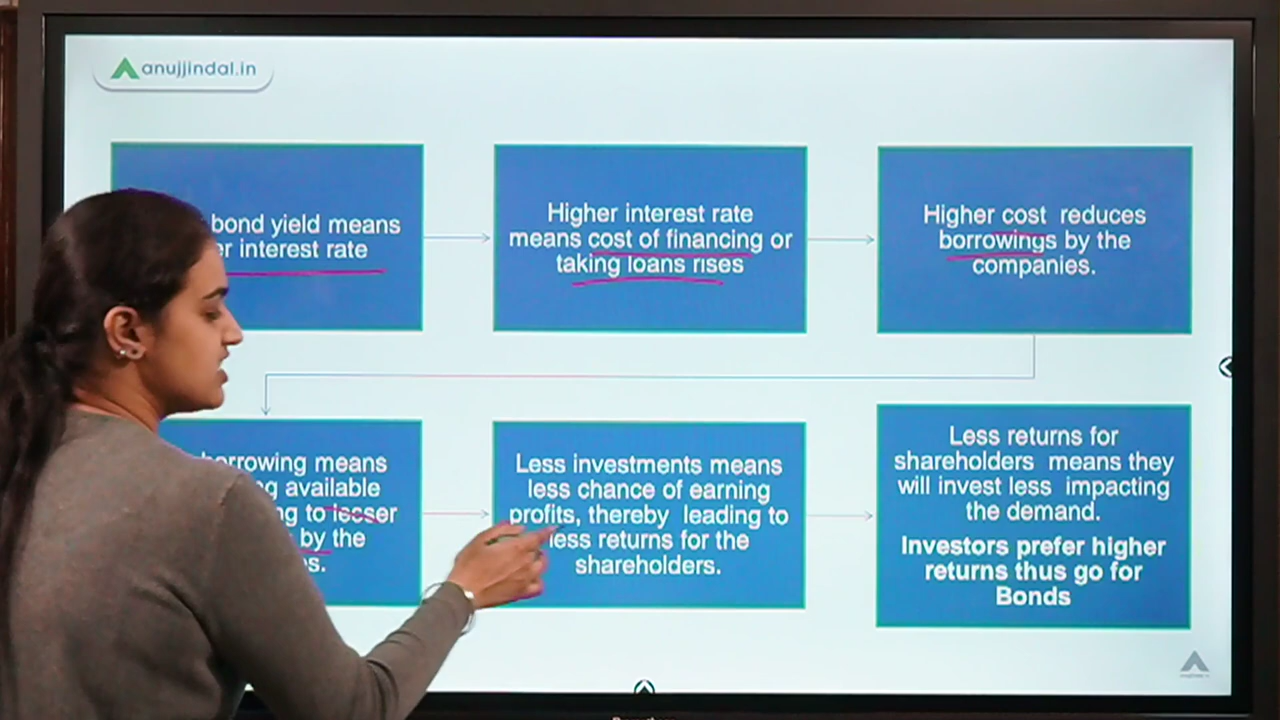 anujjindal.in
bond yield means
interest rate
Higher interest rate
means cost of financing or
taking loans rises
Higher cost reduces
borrowings by the
companies.
borrowing means
available
to lesser
by the
Less investments means
less chance of earning
profits, thereby leading to
less returns for the
shareholders.
Less returns for
shareholders means they
will invest less impacting
the demand.
Investors prefer higher
returns thus go for
Bonds